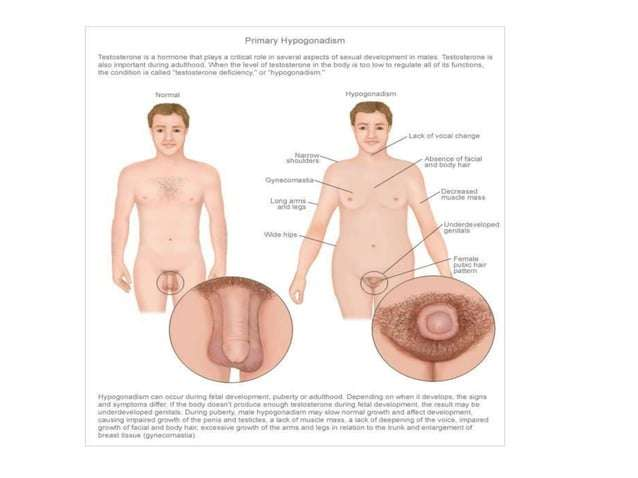 Primary Hypogonadism
Testosterone is a hormone that plays a critical role in several aspects of sexual development in males. Testosterone is
also important during adulthood. When the level of testosterone in the body is too low to regulate all of its functions,
the condition is called "testosterone deficiency," or "hypogonadism."
Normal
Hypogonadism
Lack of vocal change
Narrow
shoulders
Absence of facial
and body hair
Gynecomastia
Decreased
muscle mass
Long arms
and legs
Underdeveloped
genitals
Wide hips
Female
pubic hair
pattern
Hypogonadism can occur during fetal development, puberty or adulthood. Depending on when it develops, the signs
and symptoms differ, if the body doesn't produce enough testosterone during fetal development, the result may be
underdeveloped genitals. During puberty, male hypogonadism may slow normal growth and affect development,
causing impaired growth of the penis and testicles, a lack of muscle mass, a lack of deepening of the voice, impaired
growth of facial and body hair, excessive growth of the arms and legs in relation to the trunk and enlargement of
breast tissue (gynecomastia)